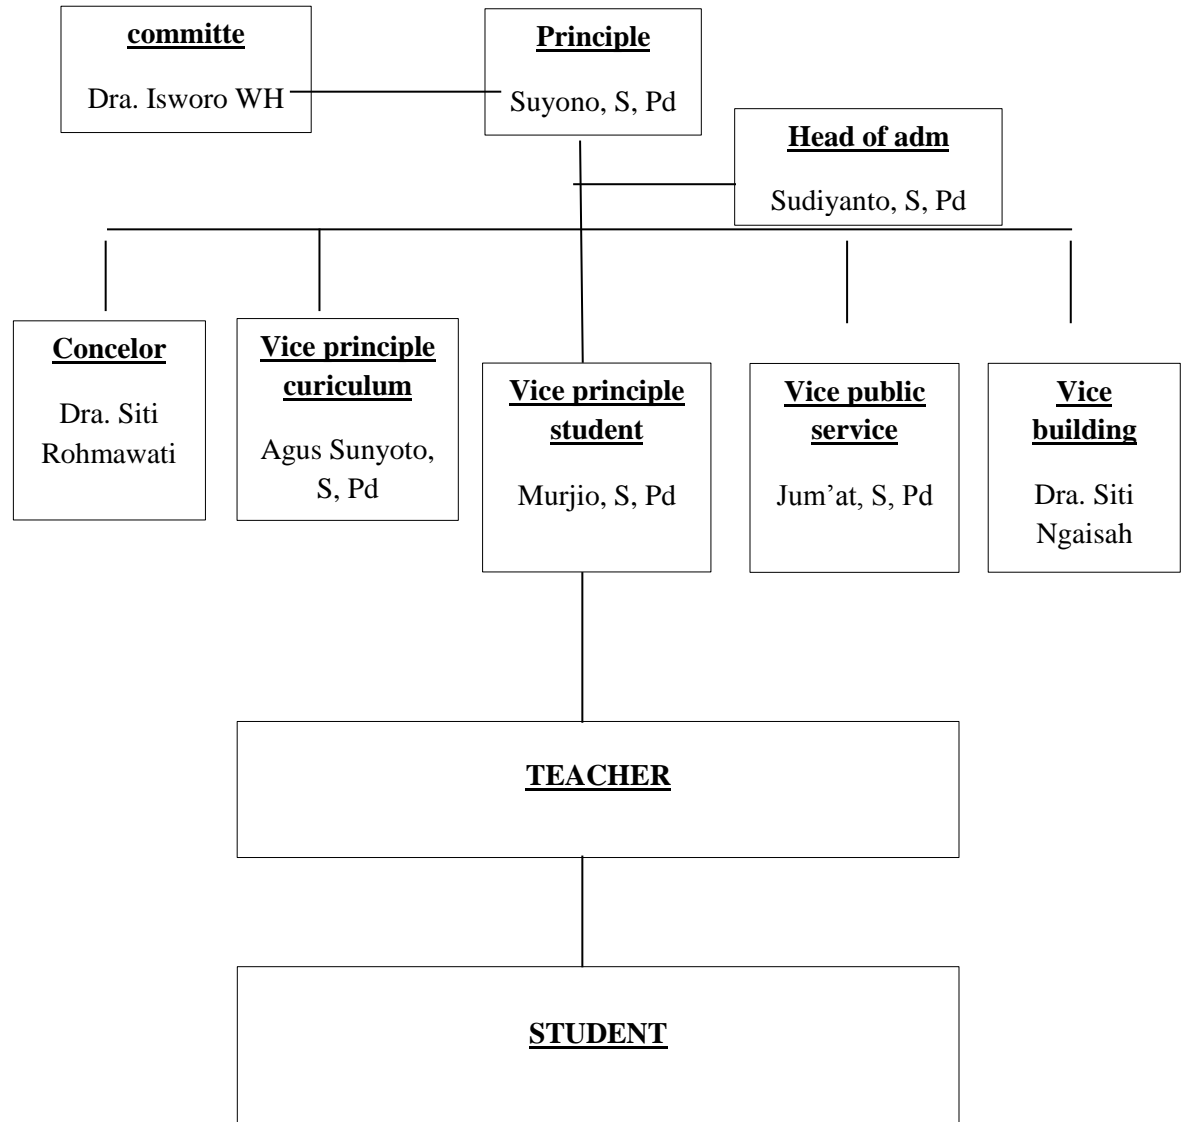 committe
Dra. Isworo WH
Principle
Suyono, S, Pd
Head of adm
Sudiyanto, S, Pd
Concelor
Dra. Siti
Rohmawati
Vice principle
curiculum
Agus Sunyoto,
S, Pd
Vice principle
student
Murjio, S, Pd
Vice public
service
Jum’at, S, Pd
Vice
building
Dra. Siti
Ngaisah
TEACHER
STUDENT